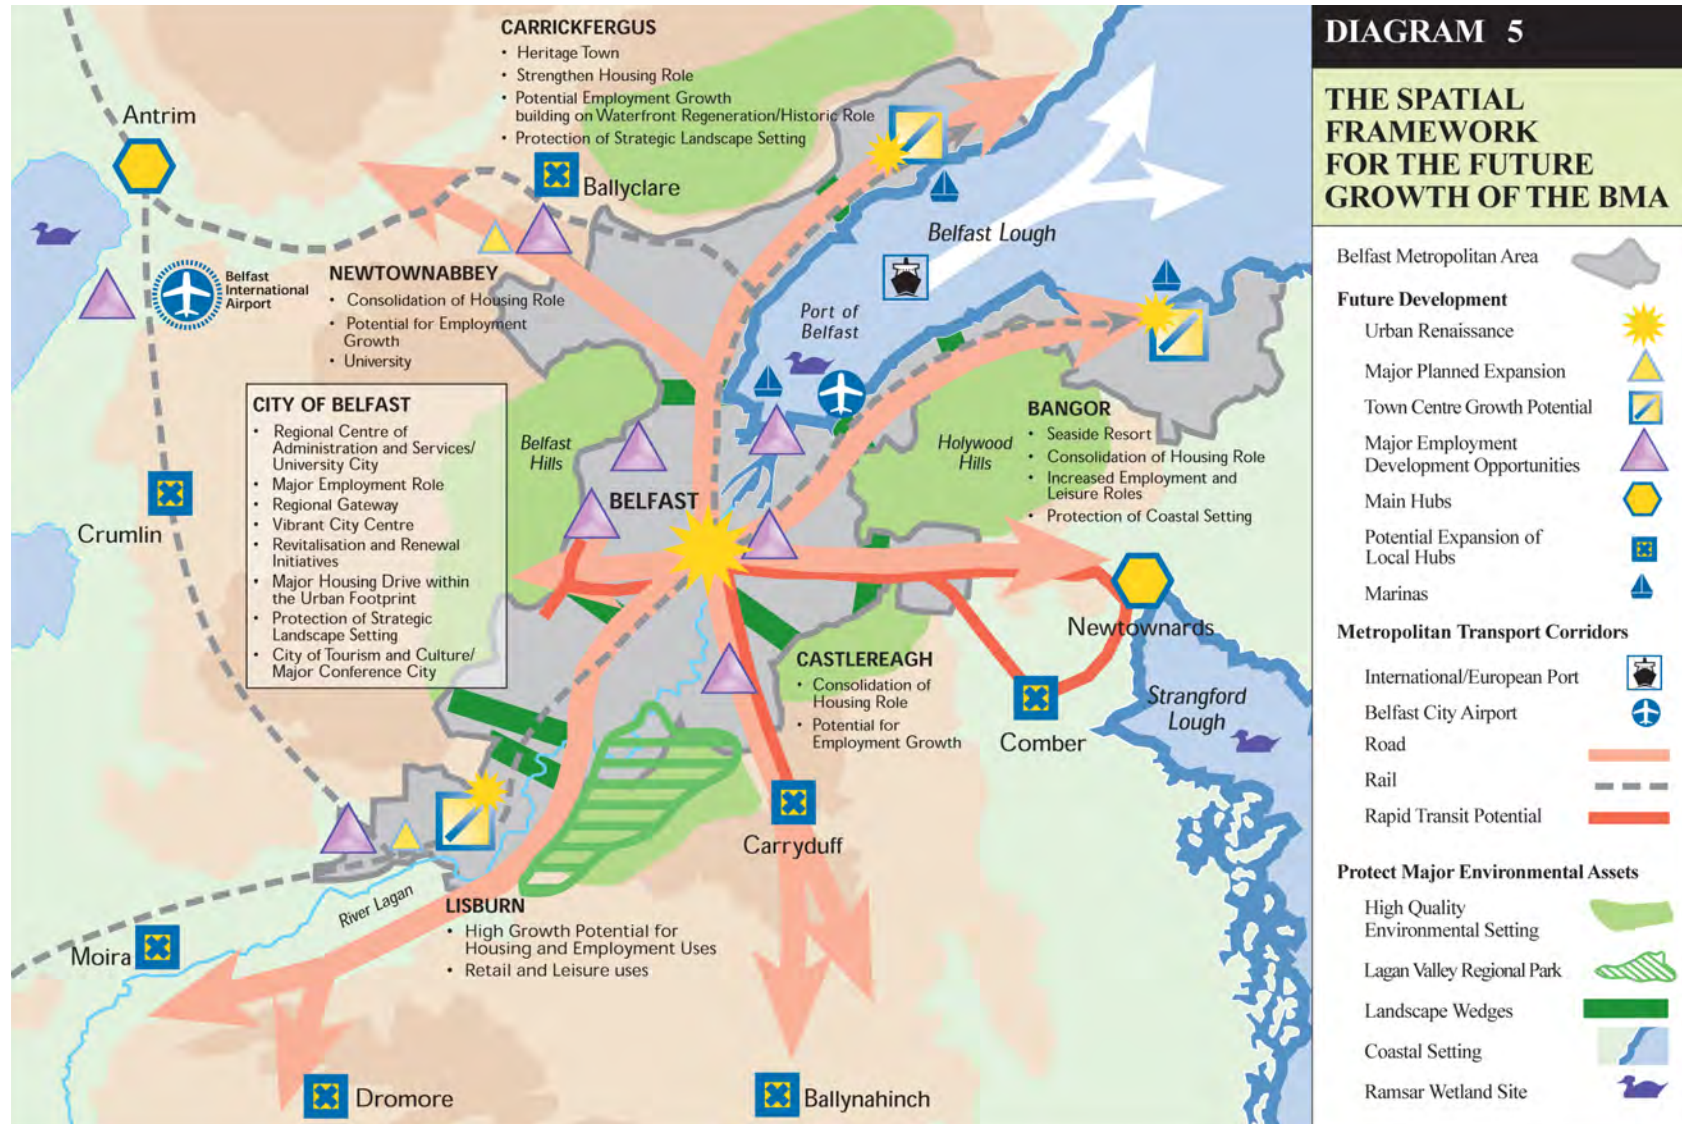 CARRICKFERGUS
• Heritage Town
• Strengthen Housing Role
• Potential Employment Growth
building on Waterfront Regeneration/Historic Role
• Protection of Strategic Landscape Setting
Antrim
Ballyclare
Belfast Lough
Belfast
International
Airport
NEWTOWNABBEY
• Consolidation of Housing Role
• Potential for Employment
Growth
• University
Port of
Belfast
CITY OF BELFAST
• Regional Centre of
Administration and Services/
University City
• Major Employment Role
• Regional Gateway
• Vibrant City Centre
• Revitalisation and Renewal
Initiatives
• Major Housing Drive within
the Urban Footprint
• Protection of Strategic
Landscape Setting
• City of Tourism and Culture/
Major Conference City
Belfast
Hills
BELFAST
Holywood
Hills
BANGOR
• Seaside Resort
• Consolidation of Housing Role
• Increased Employment and
Leisure Roles
• Protection of Coastal Setting
Crumlin
Newtownards
CASTLEREAGH
• Consolidation of
Housing Role
• Potential for
Employment Growth
Strangford
Lough
Comber
Carryduff
River Lagan
LISBURN
• High Growth Potential for
Housing and Employment Uses
• Retail and Leisure uses
Moira
Dromore
Ballynahinch
DIAGRAM 5
THE SPATIAL
FRAMEWORK
FOR THE FUTURE
GROWTH OF THE BMA
Belfast Metropolitan Area
Future Development
Urban Renaissance
Major Planned Expansion
Town Centre Growth Potential
Major Employment
Development Opportunities
Main Hubs
Potential Expansion of
Local Hubs
Marinas
Metropolitan Transport Corridors
International/European Port
Belfast City Airport
Road
Rail
Rapid Transit Potential
Protect Major Environmental Assets
High Quality
Environmental Setting
Lagan Valley Regional Park
Landscape Wedges
Coastal Setting
Ramsar Wetland Site